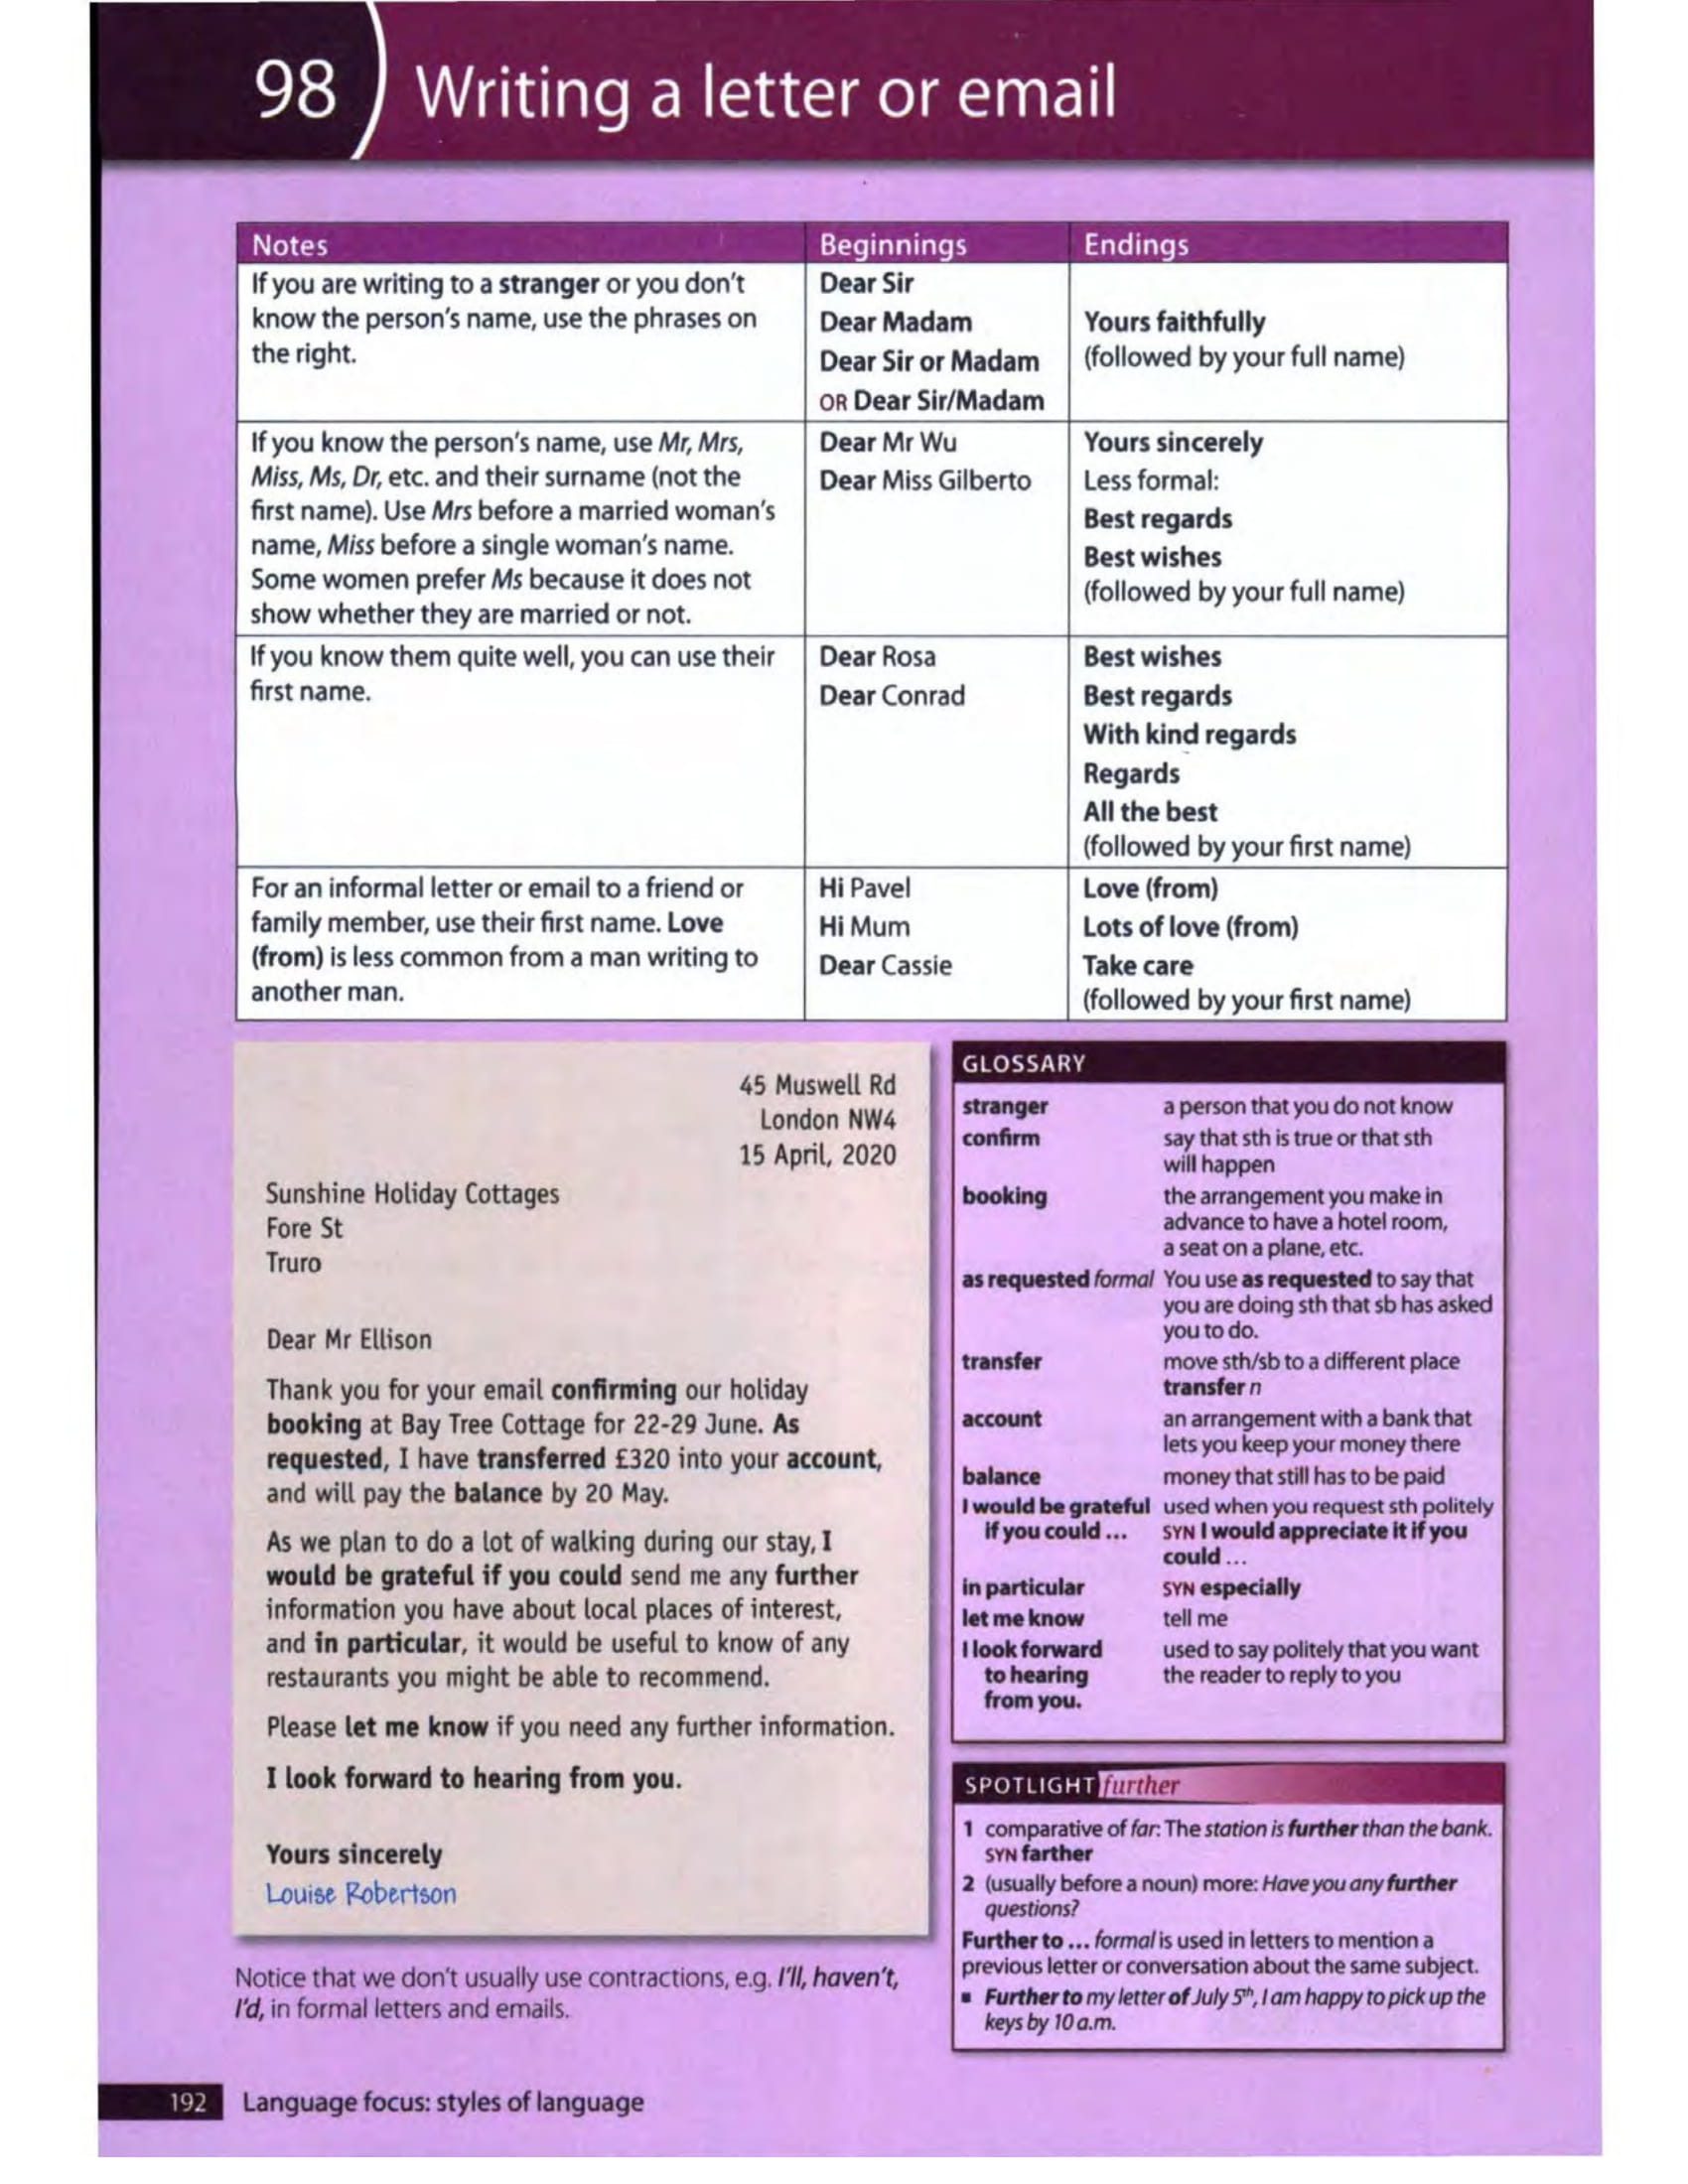 98
Writing a letter or email
Notes
Beginnings
Endings
If you are writing to a stranger or you don't
know the person's name, use the phrases on
the right.
Dear Sir
Dear Madam
Dear Sir or Madam
OR Dear Sir/Madam
Yours faithfully
(followed by your full name)
If you know the person's name, use Mr, Mrs,
Miss, Ms, Dr, etc. and their surname (not the
first name). Use Mrs before a married woman's
name, Miss before a single woman's name.
Some women prefer Ms because it does not
show whether they are married or not.
Dear Mr Wu
Dear Miss Gilberto
Yours sincerely
Less formal:
Best regards
Best wishes
(followed by your full name)
If you know them quite well, you can use their
first name.
Dear Rosa
Dear Conrad
Best wishes
Best regards
With kind regards
Regards
All the best
(followed by your first name)
For an informal letter or email to a friend or
family member, use their first name. Love
(from) is less common from a man writing to
another man.
Hi Pavel
Hi Mum
Dear Cassie
Love (from)
Lots of love (from)
Take care
(followed by your first name)
45 Muswell Rd
London NW4
15 April, 2020
Sunshine Holiday Cottages
Fore St
Truro
Dear Mr Ellison
Thank you for your email confirming our holiday
booking at Bay Tree Cottage for 22-29 June. As
requested, I have transferred £320 into your account,
and will pay the balance by 20 May.
As we plan to do a lot of walking during our stay, I
would be grateful if you could send me any further
information you have about local places of interest,
and in particular, it would be useful to know of any
restaurants you might be able to recommend.
Please let me know if you need any further information.
I look forward to hearing from you.
Yours sincerely
Louise Robertson
Notice that we don't usually use contractions, e.g. I'll, haven't,
I'd, in formal letters and emails.
GLOSSARY
stranger a person that you do not know
confirm say that sth is true or that sth
will happen
booking the arrangement you make in
advance to have a hotel room,
a seat on a plane, etc.
as requested formal You use as requested to say that
you are doing sth that sb has asked
you to do.
transfer move sth/sb to a different place
transfer n
account an arrangement with a bank that
lets you keep your money there
balance money that still has to be paid
I would be grateful used when you request sth politely
if you could ... SYN I would appreciate it if you
could ...
in particular SYN especially
let me know tell me
I look forward used to say politely that you want
to hearing the reader to reply to you
from you.
SPOTLIGHT further
1 comparative of far: The station is further than the bank.
SYN farther
2 (usually before a noun) more: Have you any further
questions?
Further to ... formal is used in letters to mention a
previous letter or conversation about the same subject.
▪ Further to my letter of July 5th, I am happy to pick up the
keys by 10 a.m.
192 Language focus: styles of language